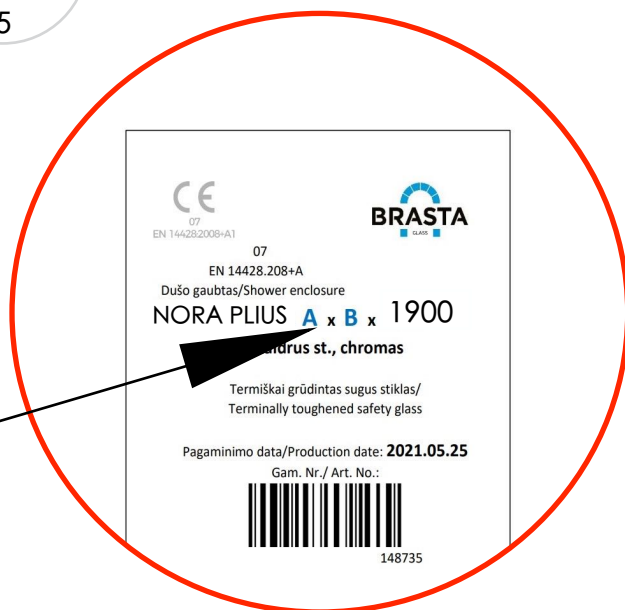 5
CE
07
EN 144282008+A1
BRASTA
GLASS
07
EN 14428.208+A
Dušo gaubtas/Shower enclosure
NORA PLIUS A x B x 1900
st., chromas
Termiškai grūdintas sugus stiklas/
Terminally toughened safety glass
Pagaminimo data/Production date: 2021.05.25
Gam. Nr./ Art. No.:
148735